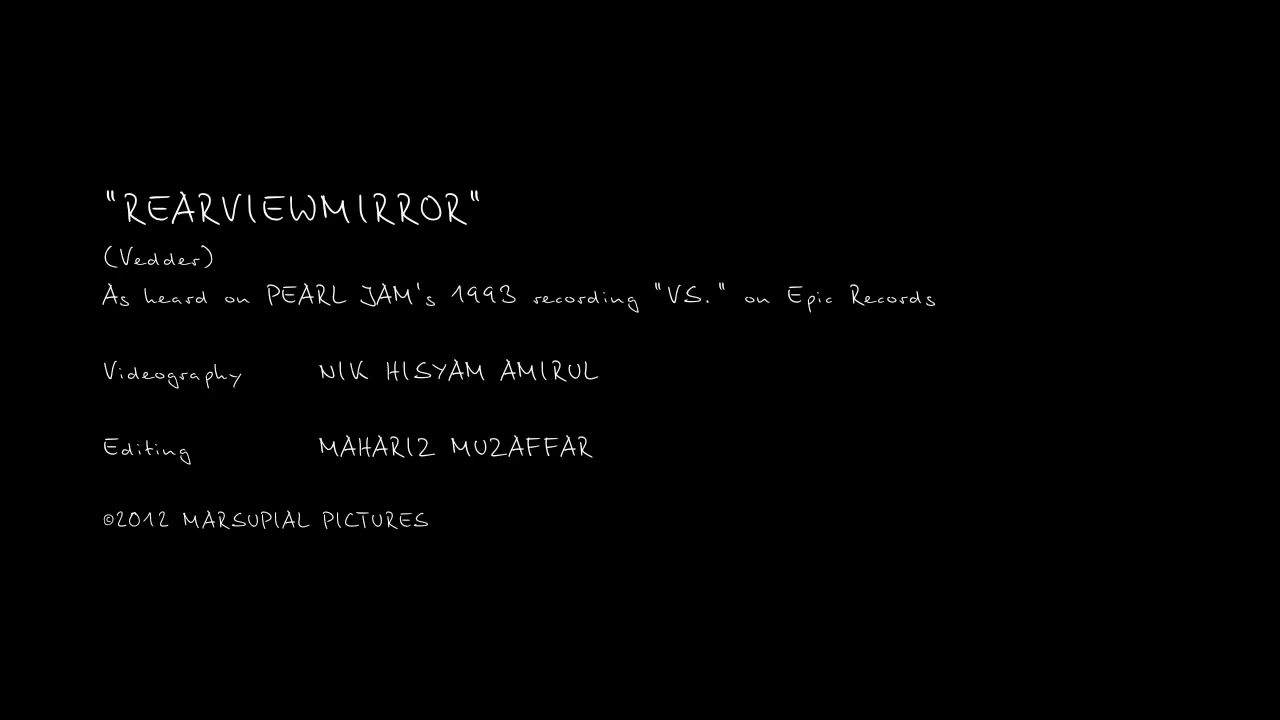 "REARVIEWMIRROR"
(Vedder)
As heard on PEARL JAM's 1993 recording "VS." on Epic Records
Videography NIK HISYAM AMIRUL
Editing MAHARIZ MUZAFFAR
©2012 MARSUPIAL PICTURES